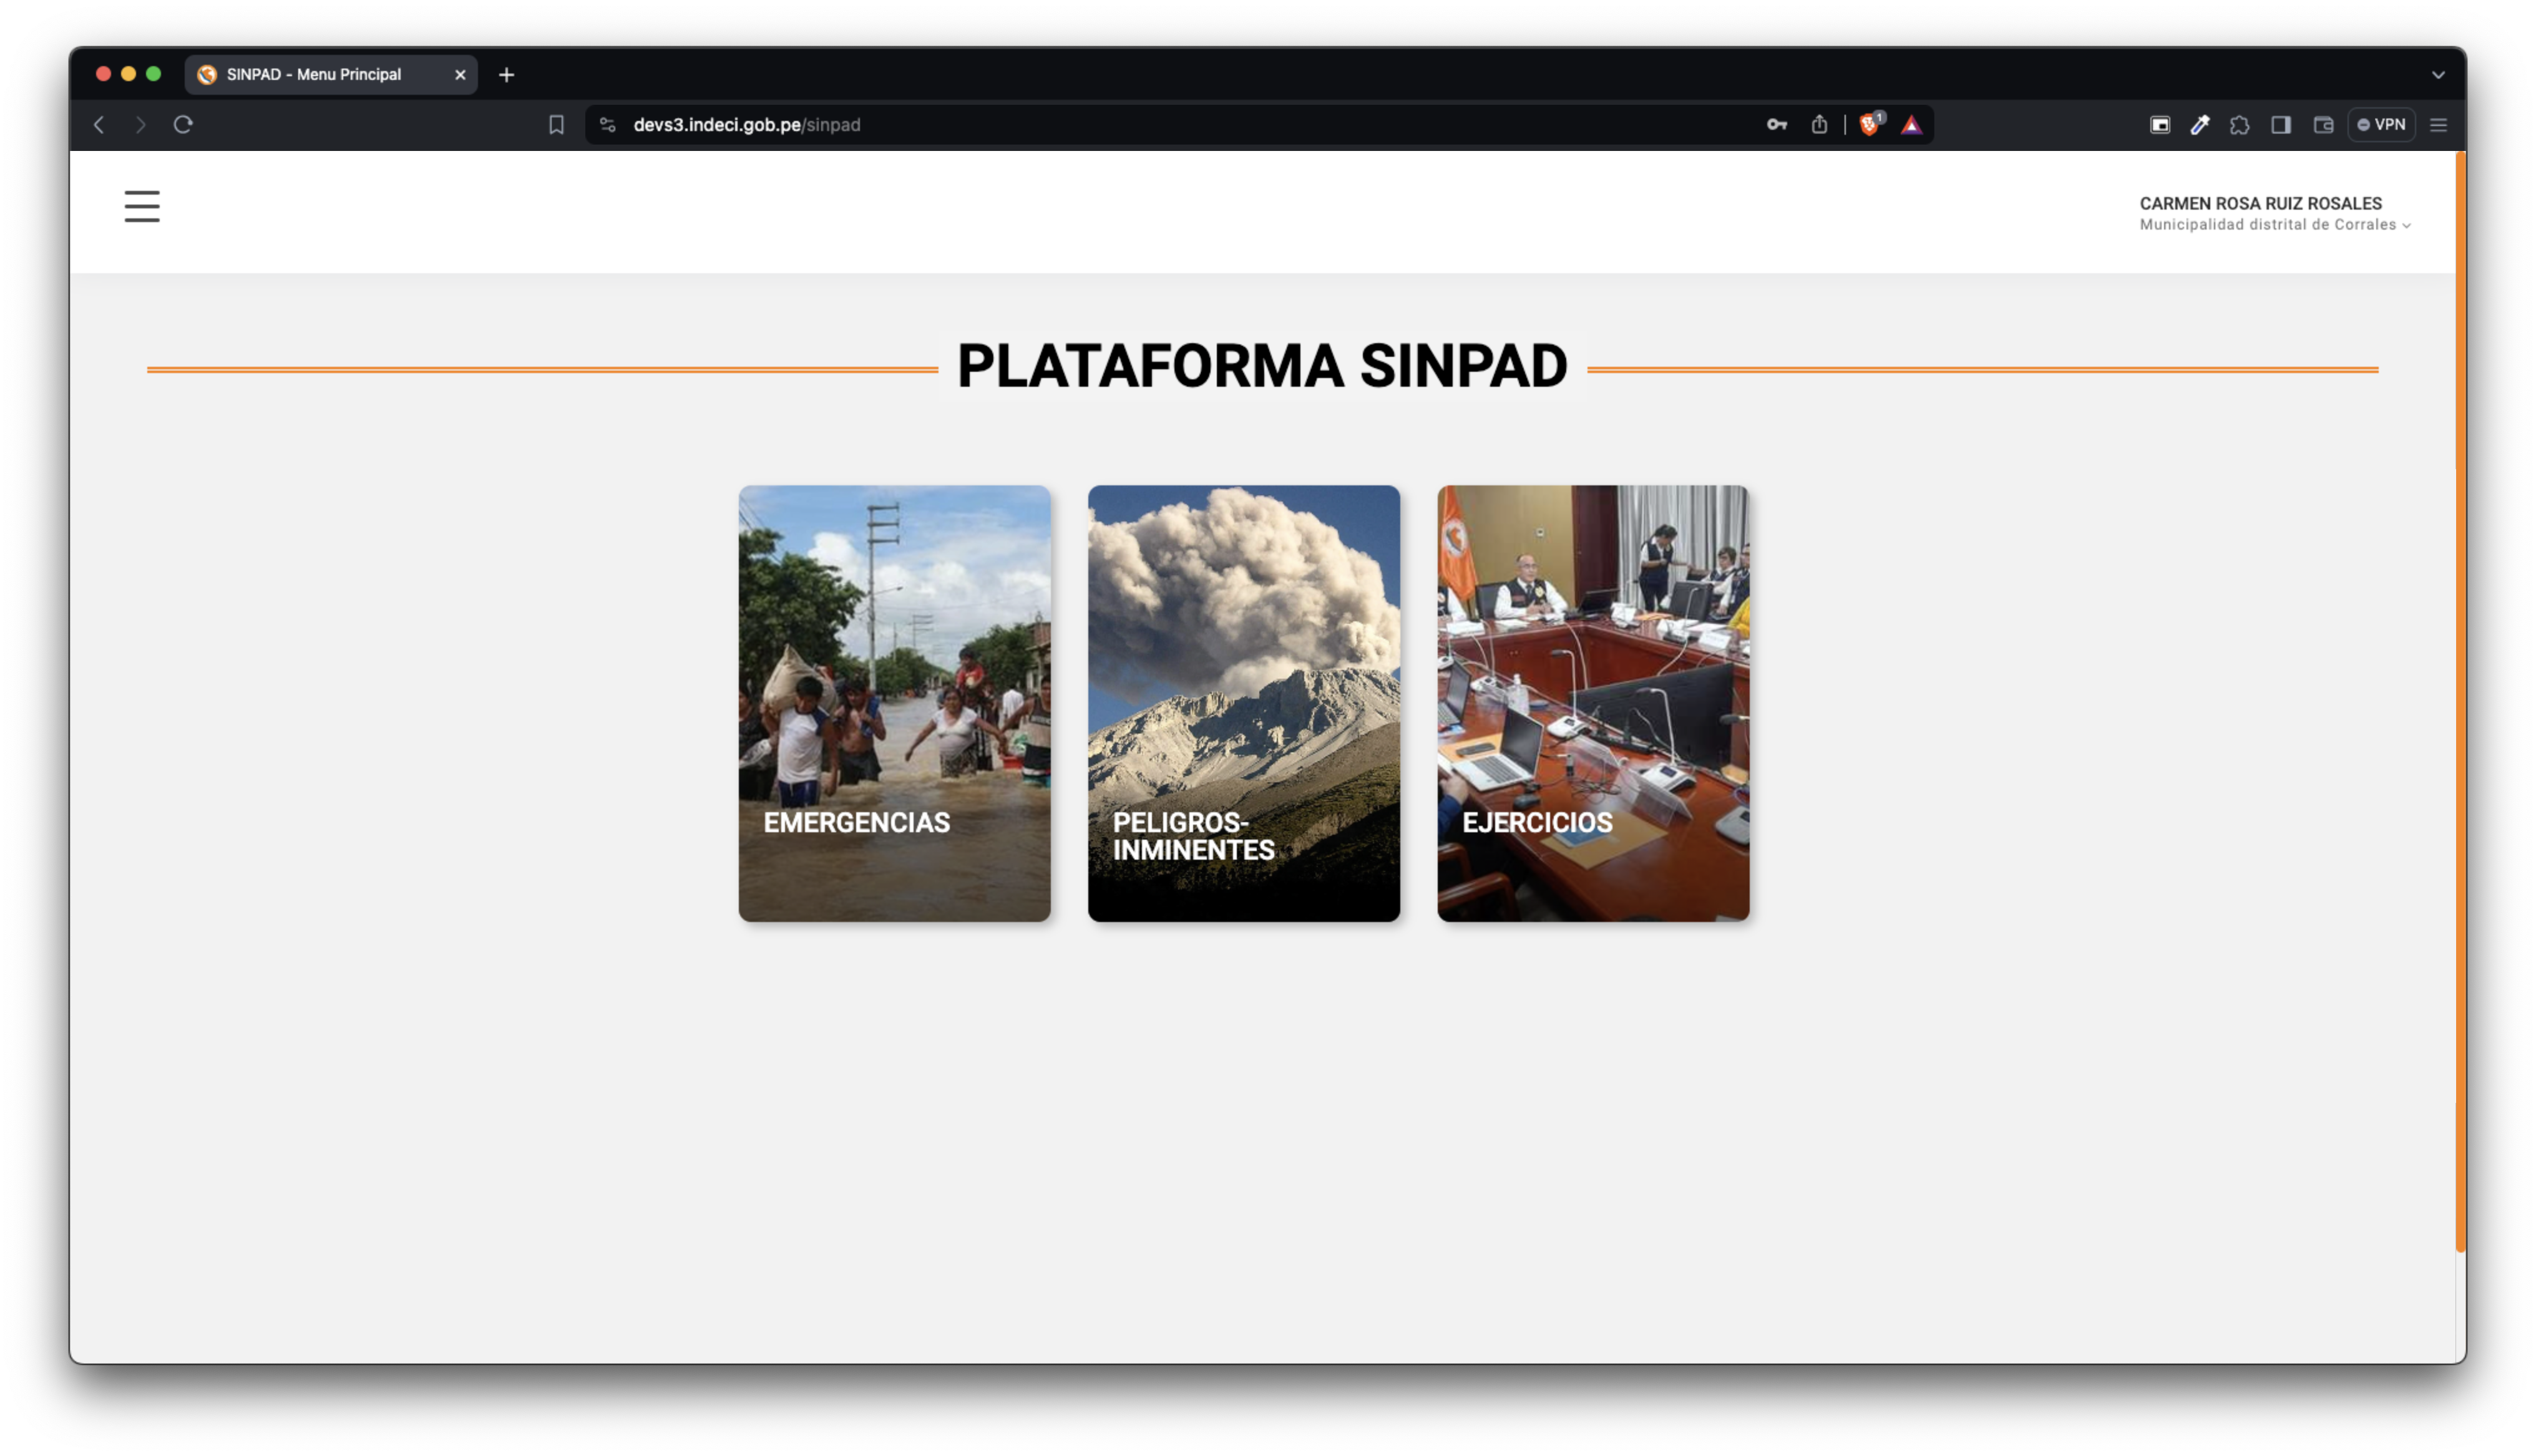 SINPAD - Menu Principal
devs3.indeci.gob.pe/sinpad
1
VPN
CARMEN ROSA RUIZ ROSALES
Municipalidad distrital de Corrales
PLATAFORMA SINPAD
EMERGENCIAS
PELIGROS-
INMINENTES
EJERCICIOS